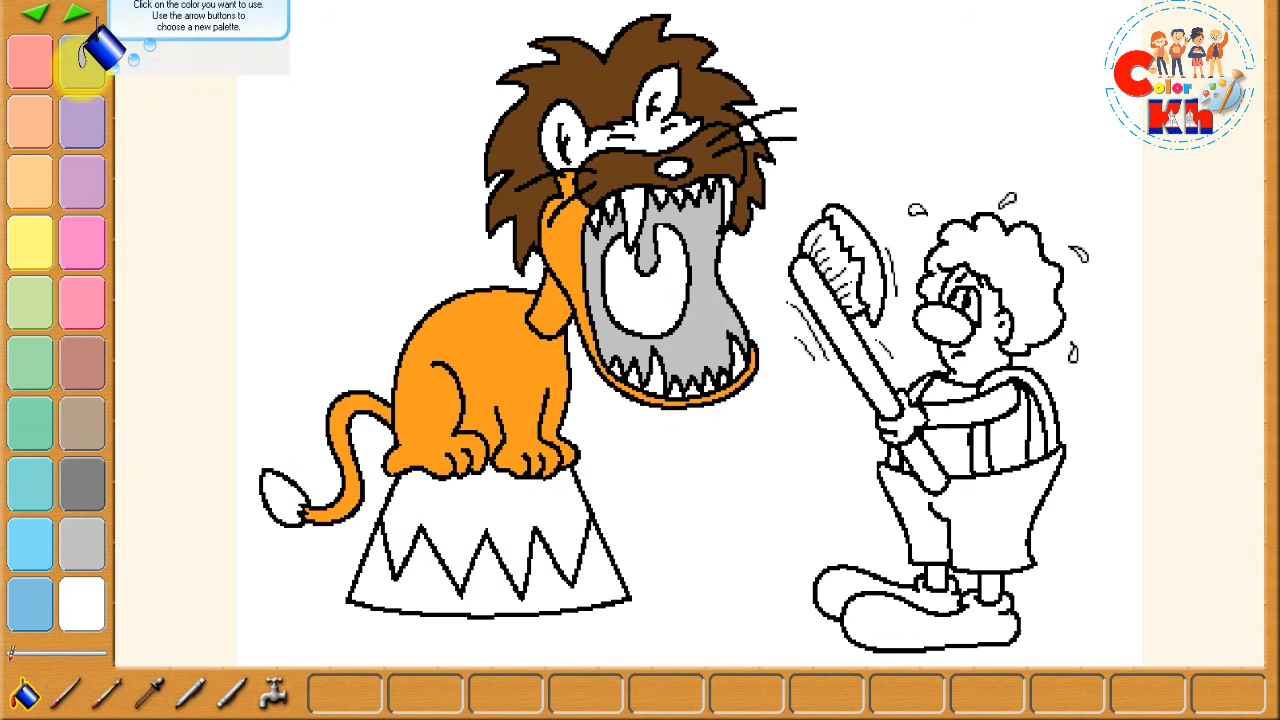 Click on the color you want to use.
Use the arrow buttons to
choose a new palette.
Color
Kh